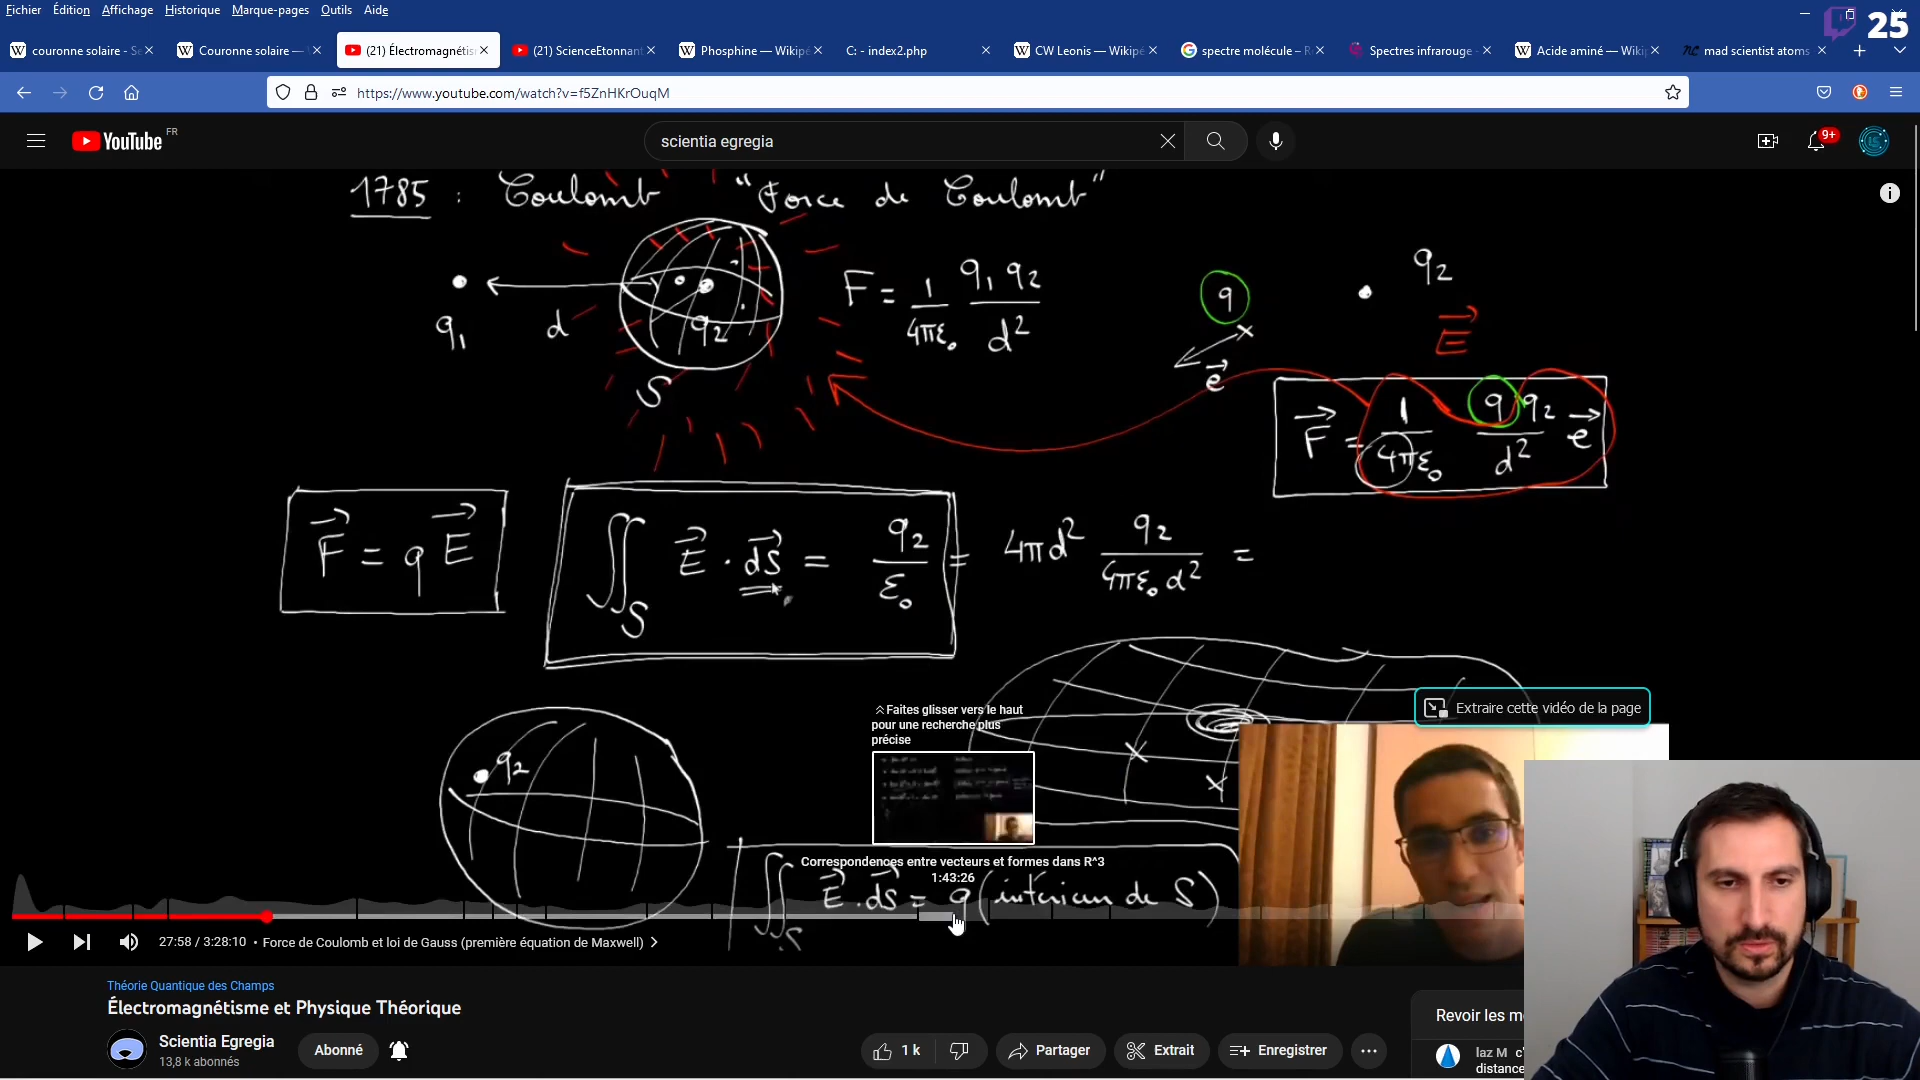 Fichier Édition Affichage Historique Marque-pages Outils Aide
25
couronne solaire - Se
Couronne solaire —
(21) Électromagnétis
(21) ScienceEtonnant
Phosphine — Wikipé
C: - index2.php
CW Leonis — Wikipé
spectre molécule – R
Spectres infrarouge -
Acide aminé — Wikip
mad scientist atoms
https://www.youtube.com/watch?v=f5ZnHKrOuqM
YouTube FR
scientia egregia
9+
1785 : Coulomb "Force de Coulomb"
q₁ d q₂ S
F = 1/4πε₀ q₁q₂/d²
q e⃗ q₂ E⃗
F⃗ = 1/4πε₀ q q₂/d² e⃗
F⃗ = q E⃗
∬S E⃗ · dS⃗ = q₂/ε₀ = 4πd² q₂/4πε₀d² =
q₂
Extraire cette vidéo de la page
Faites glisser vers le haut
pour une recherche plus
précise
Correspondences entre vecteurs et formes dans R^3
1:43:26
∬S E⃗ · dS⃗ = q (intérieur de S)
27:58 / 3:28:10 • Force de Coulomb et loi de Gauss (première équation de Maxwell)
Théorie Quantique des Champs
Électromagnétisme et Physique Théorique
Scientia Egregia
13,8 k abonnés
Abonné
1 k
Partager
Extrait
Enregistrer
Revoir les m
laz M c'
distance